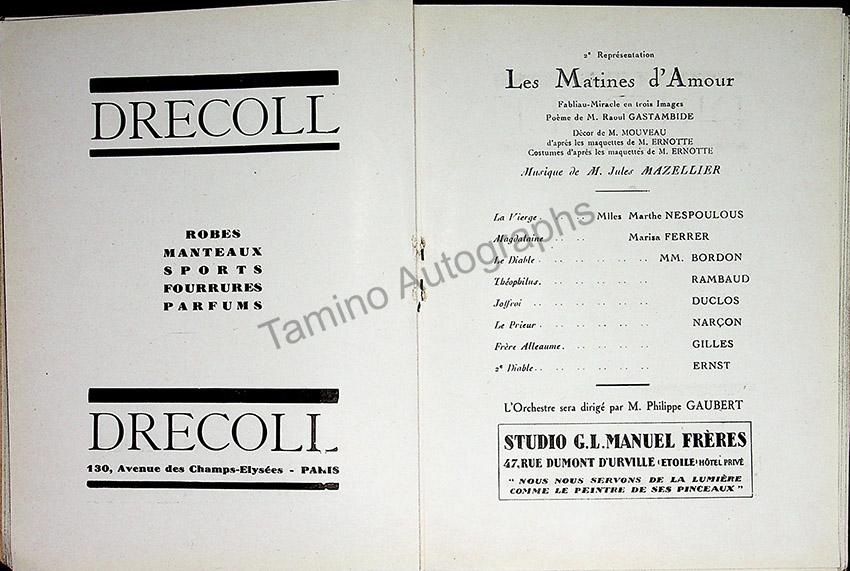 DRECOLL
ROBES
MANTEAUX
SPORTS
FOURRURES
PARFUMS
DRECOLL
130, Avenue des Champs-Elysées - PARIS
2e Représentation
Les Matines d'Amour
Fabliau-Miracle en trois Images
Poème de M. Raoul GASTAMBIDE
Décor de M. MOUVEAU
d'après les maquettes de M. ERNOTTE
Costumes d'après les maquettes de M. ERNOTTE
Musique de M. Jules MAZELLIER
La Vierge . . . . Mlles Marthe NESPOULOUS
Magdalaine . . . . Marisa FERRER
Le Diable . . . . . . MM. BORDON
Théophilus. . . . . . . RAMBAUD
Joffroi . . . . . . . DUCLOS
Le Prieur . . . . . . . NARÇON
Frère Alleaume. . . . . . GILLES
2e Diable. . . . . . . ERNST
L'Orchestre sera dirigé par M. Philippe GAUBERT
STUDIO G.L.MANUEL FRÈRES
47, RUE DUMONT D'URVILLE (ETOILE) HÔTEL PRIVÉ
" NOUS NOUS SERVONS DE LA LUMIÈRE
COMME LE PEINTRE DE SES PINCEAUX "
Tamino Autographs